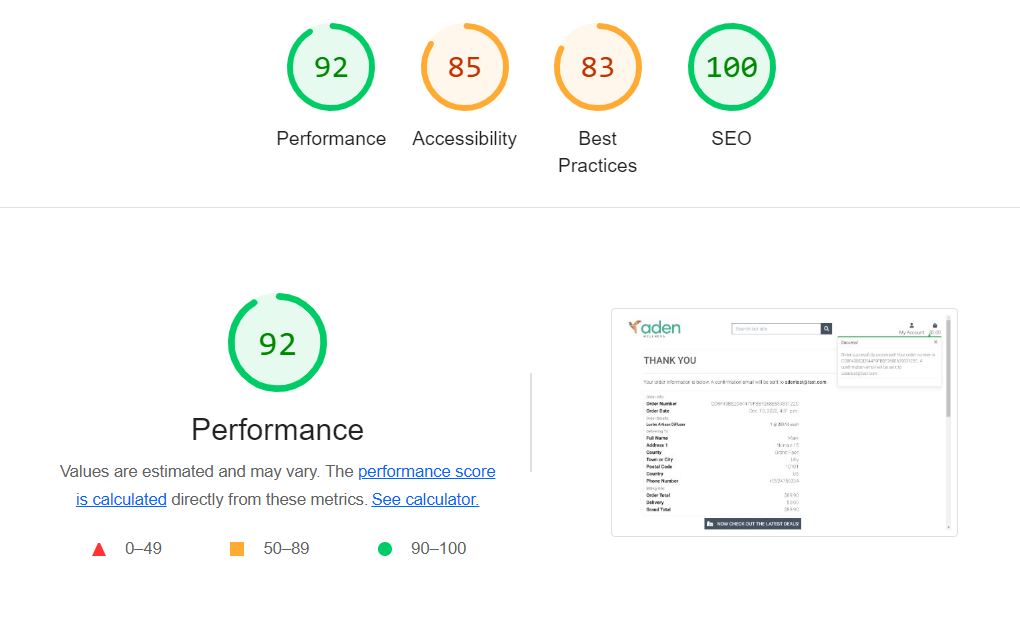 92
85
83
100
Performance
Accessibility
Best
Practices
SEO
92
Performance
Values are estimated and may vary. The performance score
is calculated directly from these metrics. See calculator.
0–49
50–89
90–100
aden
Search our site
My Account
THANK YOU
Your order information is below. A confirmation email will be sent to
Order Number
Order Date
Full Name
Address 1
County
Town or City
Postal Code
Country
US
Phone Number
Order Total
Delivery
Grand Total
NOW CHECK OUT THE LATEST DEALS!